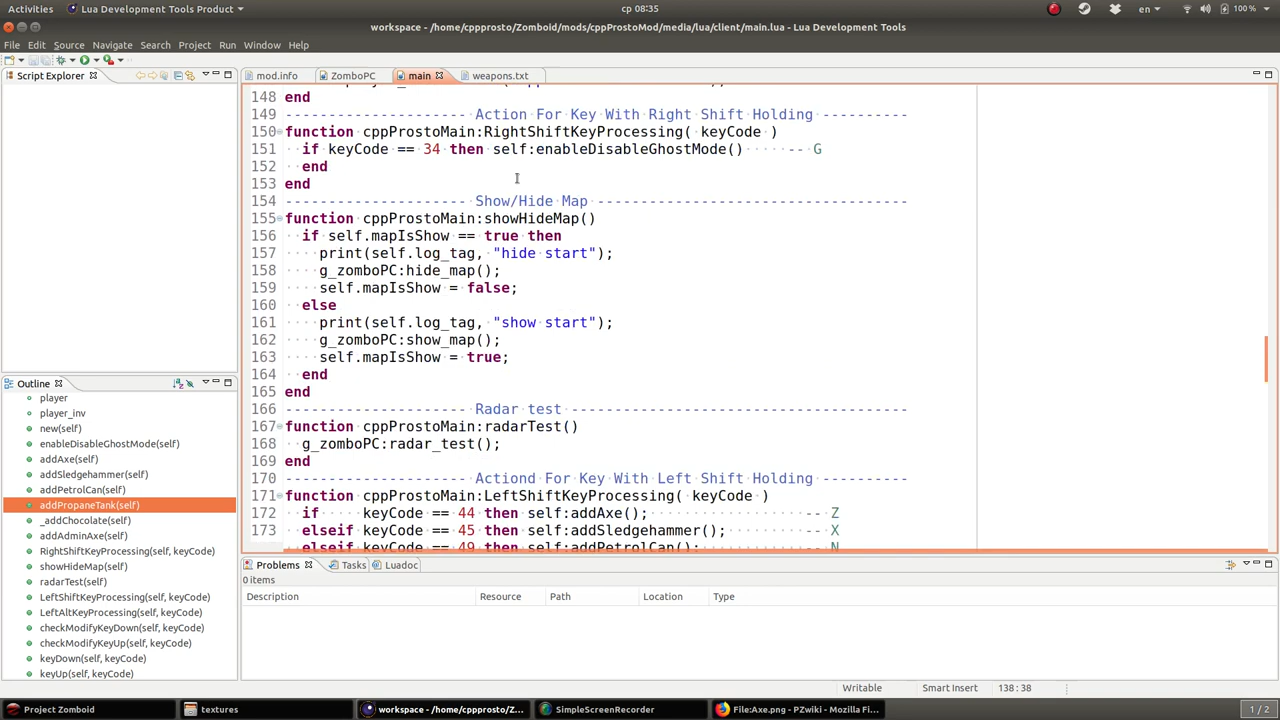 Activities
Lua Development Tools Product
ср 08:35
en
100 %
workspace - /home/cppprosto/Zomboid/mods/cppProstoMod/media/lua/client/main.lua - Lua Development Tools
File Edit Source Navigate Search Project Run Window Help
Script Explorer
mod.info
ZomboPC
main
weapons.txt
148 end
149 --------------------- Action For Key With Right Shift Holding ----------
150 function cppProstoMain:RightShiftKeyProcessing( keyCode )
151 if keyCode == 34 then self:enableDisableGhostMode() -- G
152 end
153 end
154 --------------------- Show/Hide Map ------------------------------------
155 function cppProstoMain:showHideMap()
156 if self.mapIsShow == true then
157 print(self.log_tag, "hide start");
158 g_zomboPC:hide_map();
159 self.mapIsShow = false;
160 else
161 print(self.log_tag, "show start");
162 g_zomboPC:show_map();
163 self.mapIsShow = true;
164 end
165 end
166 --------------------- Radar test ---------------------------------------
167 function cppProstoMain:radarTest()
168 g_zomboPC:radar_test();
169 end
170 --------------------- Actiond For Key With Left Shift Holding ----------
171 function cppProstoMain:LeftShiftKeyProcessing( keyCode )
172 if keyCode == 44 then self:addAxe(); -- Z
173 elseif keyCode == 45 then self:addSledgehammer(); -- X
elseif keyCode == 49 then self:addPetrolCan(); -- N
Outline
player
player_inv
new(self)
enableDisableGhostMode(self)
addAxe(self)
addSledgehammer(self)
addPetrolCan(self)
addPropaneTank(self)
_addChocolate(self)
addAdminAxe(self)
RightShiftKeyProcessing(self, keyCode)
showHideMap(self)
radarTest(self)
LeftShiftKeyProcessing(self, keyCode)
LeftAltKeyProcessing(self, keyCode)
checkModifyKeyDown(self, keyCode)
checkModifyKeyUp(self, keyCode)
keyDown(self, keyCode)
keyUp(self, keyCode)
Problems
Tasks
Luadoc
0 items
Description Resource Path Location Type
Writable
Smart Insert
138 : 38
Project Zomboid
textures
workspace - /home/cppprosto/Z...
SimpleScreenRecorder
File:Axe.png - PZwiki - Mozilla Fi...
1 / 2